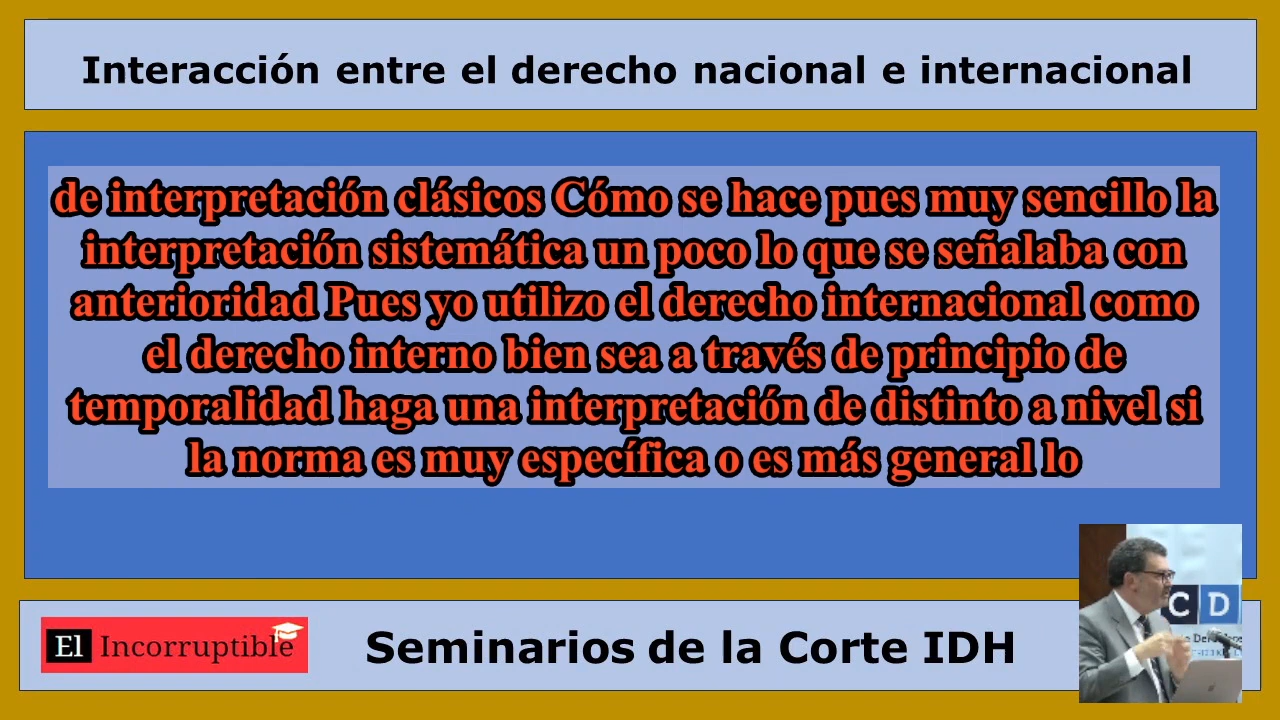 Interacción entre el derecho nacional e internacional
de interpretación clásicos Cómo se hace pues muy sencillo la
interpretación sistemática un poco lo que se señalaba con
anterioridad Pues yo utilizo el derecho internacional como
el derecho interno bien sea a través de principio de
temporalidad haga una interpretación de distinto a nivel si
la norma es muy específica o es más general lo
El Incorruptible
Seminarios de la Corte IDH
C D